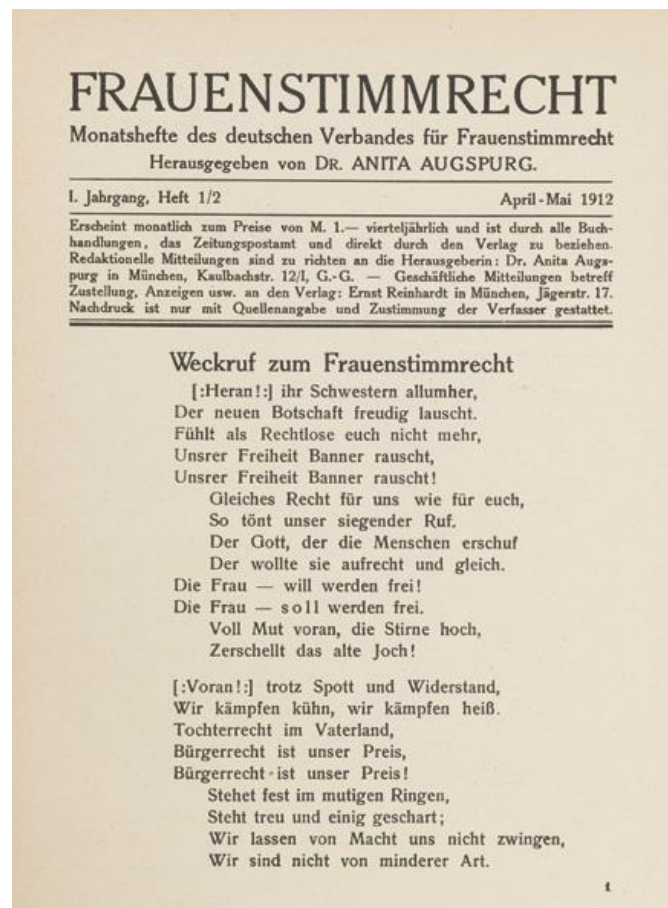 FRAUENSTIMMRECHT
Monatshefte des deutschen Verbandes für Frauenstimmrecht
Herausgegeben von DR. ANITA AUGSPURG.
I. Jahrgang, Heft 1/2 April-Mai 1912
Erscheint monatlich zum Preise von M. 1.— vierteljährlich und ist durch alle Buch-
handlungen, das Zeitungspostamt und direkt durch den Verlag zu beziehen.
Redaktionelle Mitteilungen sind zu richten an die Herausgeberin: Dr. Anita Augs-
purg in München, Kaulbachstr. 12/I, G.-G. — Geschäftliche Mitteilungen betreff
Zustellung, Anzeigen usw. an den Verlag: Ernst Reinhardt in München, Jägerstr. 17.
Nachdruck ist nur mit Quellenangabe und Zustimmung der Verfasser gestattet.
Weckruf zum Frauenstimmrecht
[:Heran!:] ihr Schwestern allumher,
Der neuen Botschaft freudig lauscht.
Fühlt als Rechtlose euch nicht mehr,
Unsrer Freiheit Banner rauscht,
Unsrer Freiheit Banner rauscht!
Gleiches Recht für uns wie für euch,
So tönt unser siegender Ruf.
Der Gott, der die Menschen erschuf
Der wollte sie aufrecht und gleich.
Die Frau — will werden frei!
Die Frau — soll werden frei.
Voll Mut voran, die Stirne hoch,
Zerschellt das alte Joch!
[:Voran!:] trotz Spott und Widerstand,
Wir kämpfen kühn, wir kämpfen heiß.
Tochterrecht im Vaterland,
Bürgerrecht ist unser Preis,
Bürgerrecht ist unser Preis!
Stehet fest im mutigen Ringen,
Steht treu und einig geschart;
Wir lassen von Macht uns nicht zwingen,
Wir sind nicht von minderer Art.
1